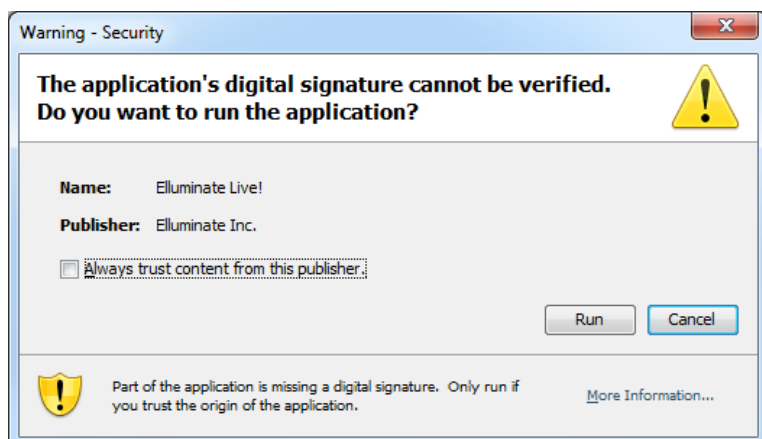 Warning - Security
The application's digital signature cannot be verified.
Do you want to run the application?
Name: Elluminate Live!
Publisher: Elluminate Inc.
Always trust content from this publisher.
Run Cancel
Part of the application is missing a digital signature. Only run if
you trust the origin of the application.
More Information...